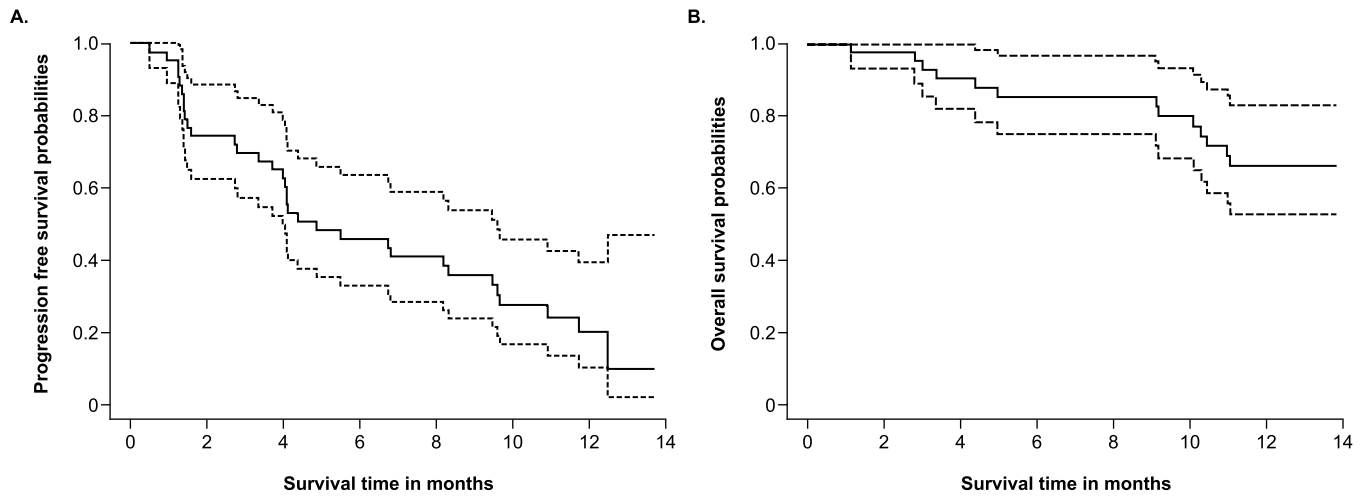 A.
Progression free survival probabilities
1.0
0.8
0.6
0.4
0.2
0
0 2 4 6 8 10 12 14
Survival time in months
B.
Overall survival probabilities
1.0
0.8
0.6
0.4
0.2
0
0 2 4 6 8 10 12 14
Survival time in months